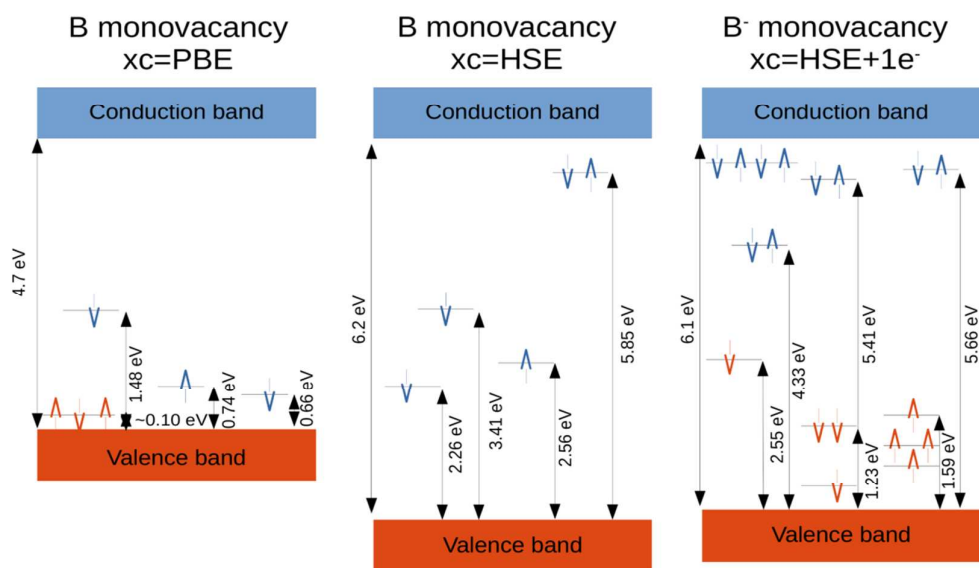 B monovacancy
xc=PBE
Conduction band
4.7 eV
1.48 eV
~0.10 eV
0.74 eV
0.66 eV
Valence band
B monovacancy
xc=HSE
Conduction band
6.2 eV
2.26 eV
3.41 eV
2.56 eV
5.85 eV
Valence band
B⁻ monovacancy
xc=HSE+1e⁻
Conduction band
6.1 eV
2.55 eV
4.33 eV
5.41 eV
1.23 eV
1.59 eV
5.66 eV
Valence band